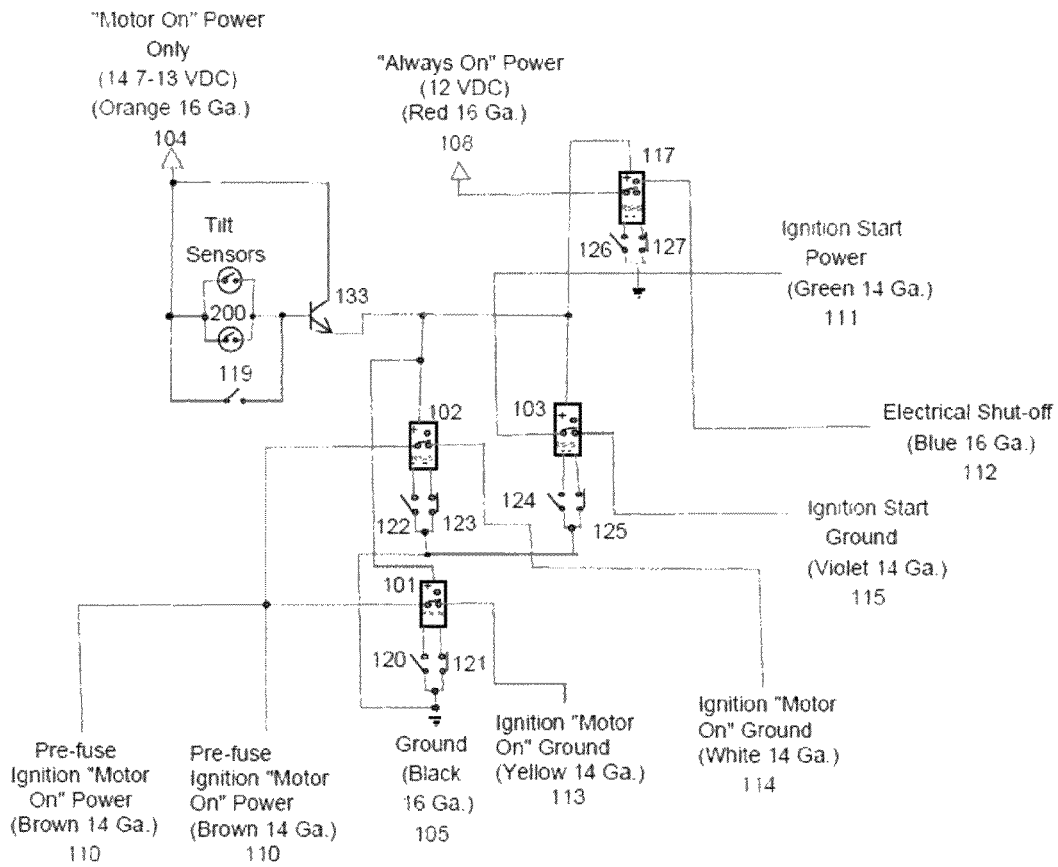 "Motor On" Power
Only
(14 7-13 VDC)
(Orange 16 Ga.)
104
"Always On" Power
(12 VDC)
(Red 16 Ga.)
108
117
Tilt
Sensors
200
133
119
126
127
Ignition Start
Power
(Green 14 Ga.)
111
102
103
Electrical Shut-off
(Blue 16 Ga.)
112
122
123
124
125
Ignition Start
Ground
(Violet 14 Ga.)
115
101
120
121
Pre-fuse
Ignition "Motor
On" Power
(Brown 14 Ga.)
110
Pre-fuse
Ignition "Motor
On" Power
(Brown 14 Ga.)
110
Ground
(Black
16 Ga.)
105
Ignition "Motor
On" Ground
(Yellow 14 Ga.)
113
Ignition "Motor
On" Ground
(White 14 Ga.)
114